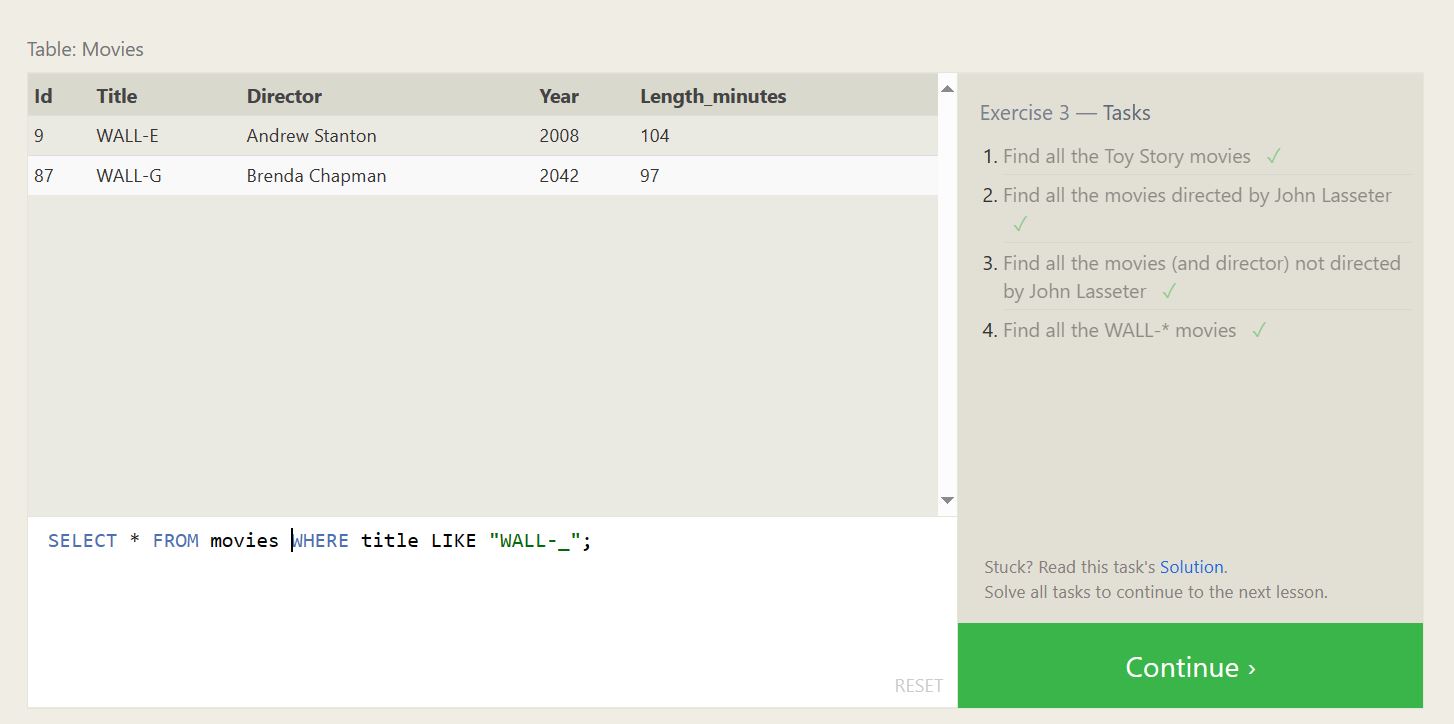 Table: Movies
Id Title Director Year Length_minutes
9 WALL-E Andrew Stanton 2008 104
87 WALL-G Brenda Chapman 2042 97
SELECT * FROM movies WHERE title LIKE "WALL-_";
RESET
Exercise 3 — Tasks
1. Find all the Toy Story movies ✓
2. Find all the movies directed by John Lasseter
✓
3. Find all the movies (and director) not directed
by John Lasseter ✓
4. Find all the WALL-* movies ✓
Stuck? Read this task's Solution.
Solve all tasks to continue to the next lesson.
Continue ›